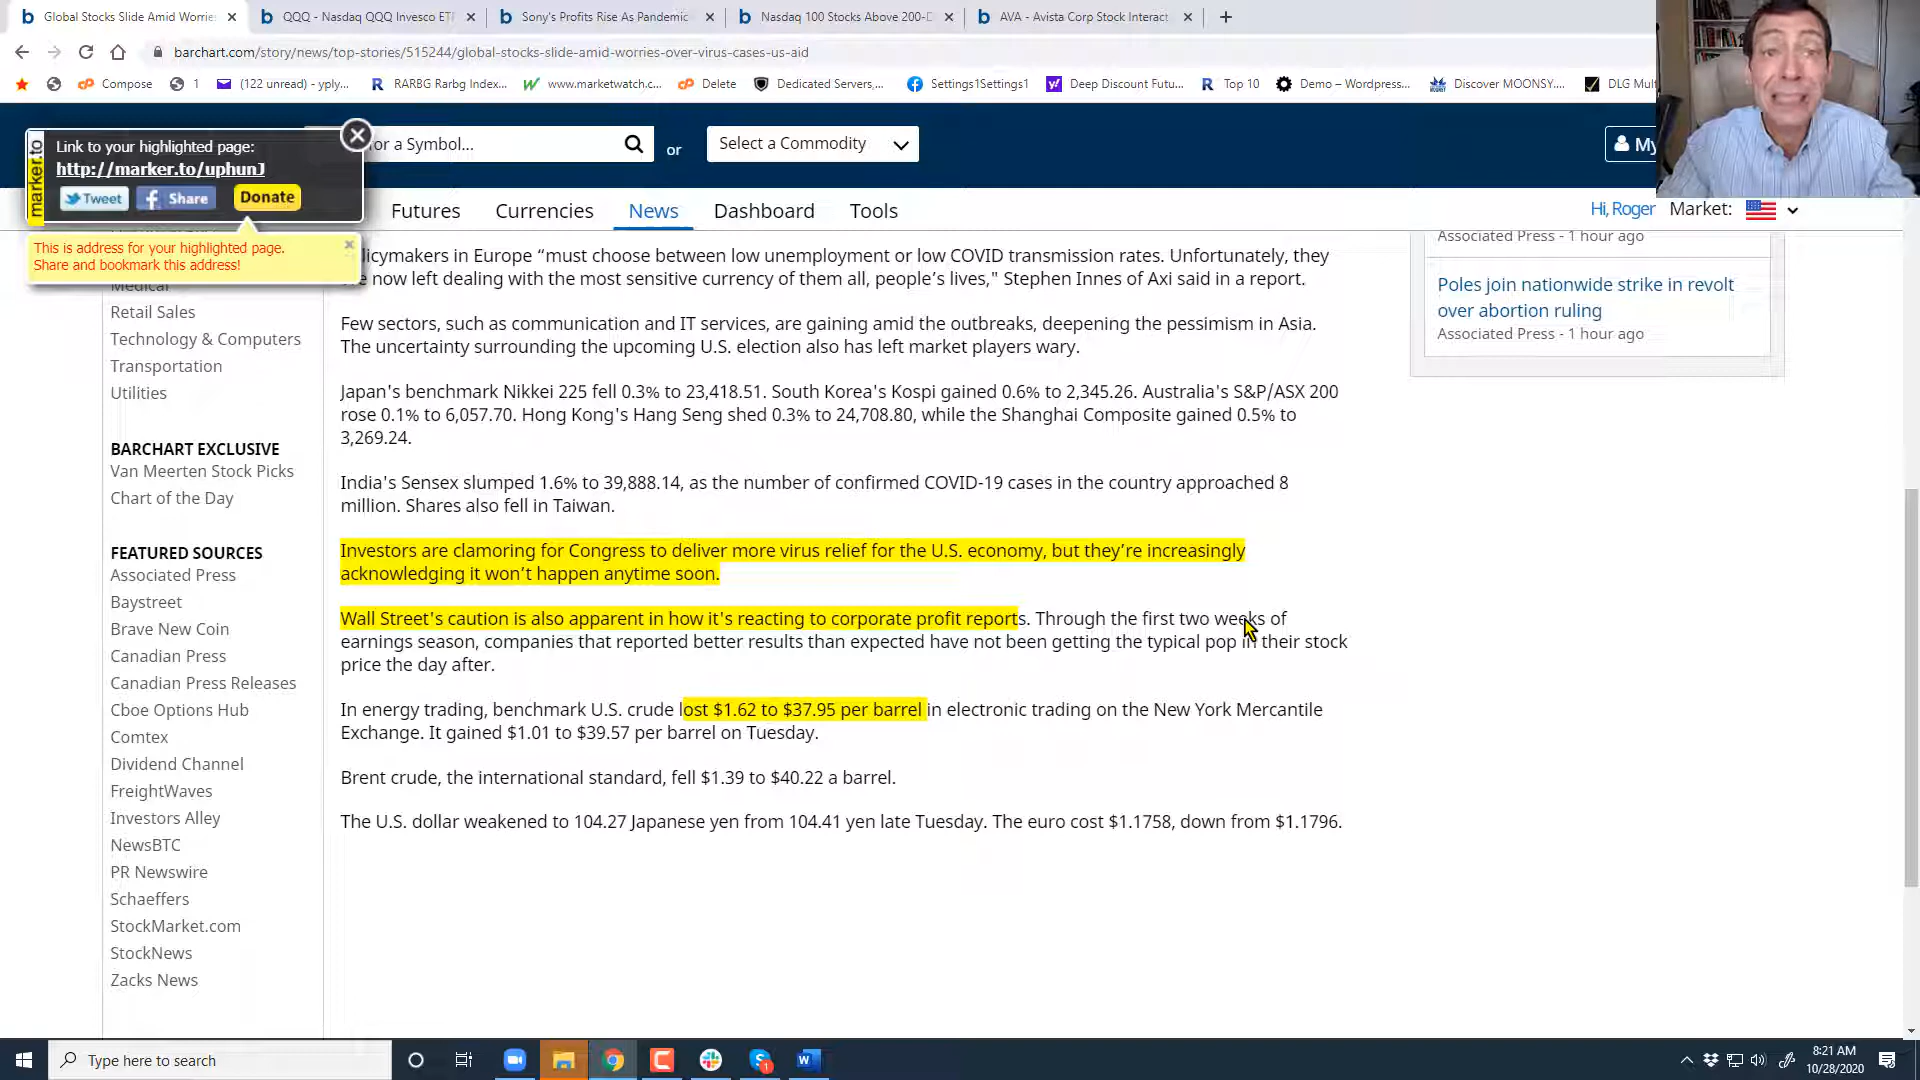 Global Stocks Slide Amid Worrie
QQQ - Nasdaq QQQ Invesco ETF
Sony's Profits Rise As Pandemic
Nasdaq 100 Stocks Above 200-D
AVA - Avista Corp Stock Interact
barchart.com/story/news/top-stories/515244/global-stocks-slide-amid-worries-over-virus-cases-us-aid
Compose
1
(122 unread) - yply...
RARBG Rarbg Index...
www.marketwatch.c...
Delete
Dedicated Servers,...
Settings1Settings1
Deep Discount Futu...
Top 10
Demo – Wordpress...
Discover MOONSY....
DLG Mul
marker.to
Link to your highlighted page:
http://marker.to/uphunJ
Tweet
Share
Donate
This is address for your highlighted page.
Share and bookmark this address!
or a Symbol...
or
Select a Commodity
My
Futures
Currencies
News
Dashboard
Tools
Hi, Roger
Market:
Medical
Retail Sales
Technology & Computers
Transportation
Utilities
BARCHART EXCLUSIVE
Van Meerten Stock Picks
Chart of the Day
FEATURED SOURCES
Associated Press
Baystreet
Brave New Coin
Canadian Press
Canadian Press Releases
Cboe Options Hub
Comtex
Dividend Channel
FreightWaves
Investors Alley
NewsBTC
PR Newswire
Schaeffers
StockMarket.com
StockNews
Zacks News
licymakers in Europe “must choose between low unemployment or low COVID transmission rates. Unfortunately, they
e now left dealing with the most sensitive currency of them all, people’s lives," Stephen Innes of Axi said in a report.
Few sectors, such as communication and IT services, are gaining amid the outbreaks, deepening the pessimism in Asia.
The uncertainty surrounding the upcoming U.S. election also has left market players wary.
Japan's benchmark Nikkei 225 fell 0.3% to 23,418.51. South Korea's Kospi gained 0.6% to 2,345.26. Australia's S&P/ASX 200
rose 0.1% to 6,057.70. Hong Kong's Hang Seng shed 0.3% to 24,708.80, while the Shanghai Composite gained 0.5% to
3,269.24.
India's Sensex slumped 1.6% to 39,888.14, as the number of confirmed COVID-19 cases in the country approached 8
million. Shares also fell in Taiwan.
Investors are clamoring for Congress to deliver more virus relief for the U.S. economy, but they’re increasingly
acknowledging it won’t happen anytime soon.
Wall Street's caution is also apparent in how it's reacting to corporate profit reports. Through the first two weeks of
earnings season, companies that reported better results than expected have not been getting the typical pop in their stock
price the day after.
In energy trading, benchmark U.S. crude lost $1.62 to $37.95 per barrel in electronic trading on the New York Mercantile
Exchange. It gained $1.01 to $39.57 per barrel on Tuesday.
Brent crude, the international standard, fell $1.39 to $40.22 a barrel.
The U.S. dollar weakened to 104.27 Japanese yen from 104.41 yen late Tuesday. The euro cost $1.1758, down from $1.1796.
Associated Press - 1 hour ago
Poles join nationwide strike in revolt
over abortion ruling
Associated Press - 1 hour ago
Type here to search
8:21 AM
10/28/2020